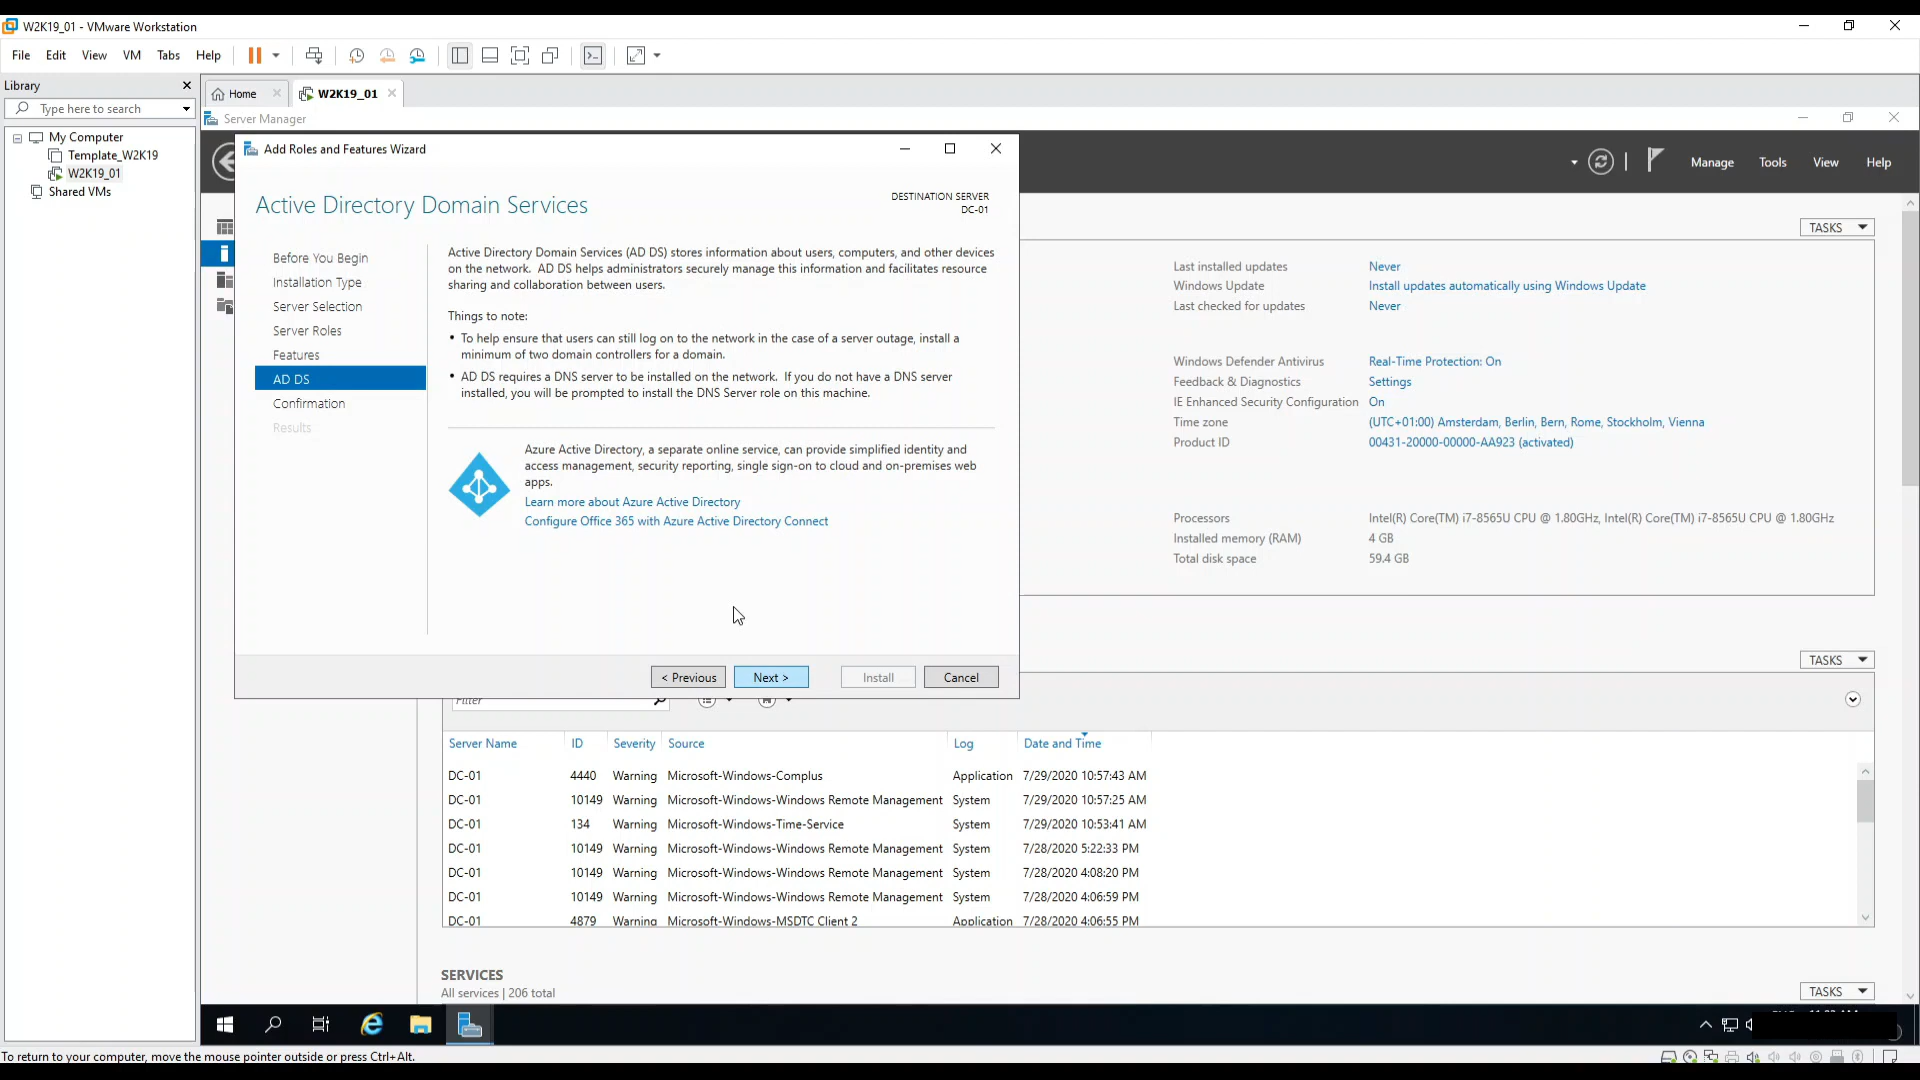 W2K19_01 - VMware Workstation
File Edit View VM Tabs Help
Library
Type here to search
My Computer
Template_W2K19
W2K19_01
Shared VMs
Home
W2K19_01
Server Manager
Manage Tools View Help
Add Roles and Features Wizard
Active Directory Domain Services
DESTINATION SERVER
DC-01
Before You Begin
Installation Type
Server Selection
Server Roles
Features
AD DS
Confirmation
Results
Active Directory Domain Services (AD DS) stores information about users, computers, and other devices
on the network. AD DS helps administrators securely manage this information and facilitates resource
sharing and collaboration between users.
Things to note:
• To help ensure that users can still log on to the network in the case of a server outage, install a
minimum of two domain controllers for a domain.
• AD DS requires a DNS server to be installed on the network. If you do not have a DNS server
installed, you will be prompted to install the DNS Server role on this machine.
Azure Active Directory, a separate online service, can provide simplified identity and
access management, security reporting, single sign-on to cloud and on-premises web
apps.
Learn more about Azure Active Directory
Configure Office 365 with Azure Active Directory Connect
< Previous Next > Install Cancel
TASKS
Last installed updates Never
Windows Update Install updates automatically using Windows Update
Last checked for updates Never
Windows Defender Antivirus Real-Time Protection: On
Feedback & Diagnostics Settings
IE Enhanced Security Configuration On
Time zone (UTC+01:00) Amsterdam, Berlin, Bern, Rome, Stockholm, Vienna
Product ID 00431-20000-00000-AA923 (activated)
Processors Intel(R) Core(TM) i7-8565U CPU @ 1.80GHz, Intel(R) Core(TM) i7-8565U CPU @ 1.80GHz
Installed memory (RAM) 4 GB
Total disk space 59.4 GB
TASKS
Filter
Server Name ID Severity Source Log Date and Time
DC-01 4440 Warning Microsoft-Windows-Complus Application 7/29/2020 10:57:43 AM
DC-01 10149 Warning Microsoft-Windows-Windows Remote Management System 7/29/2020 10:57:25 AM
DC-01 134 Warning Microsoft-Windows-Time-Service System 7/29/2020 10:53:41 AM
DC-01 10149 Warning Microsoft-Windows-Windows Remote Management System 7/28/2020 5:22:33 PM
DC-01 10149 Warning Microsoft-Windows-Windows Remote Management System 7/28/2020 4:08:20 PM
DC-01 10149 Warning Microsoft-Windows-Windows Remote Management System 7/28/2020 4:06:59 PM
DC-01 4879 Warning Microsoft-Windows-MSDTC Client 2 Application 7/28/2020 4:06:55 PM
SERVICES
All services | 206 total
TASKS
To return to your computer, move the mouse pointer outside or press Ctrl+Alt.